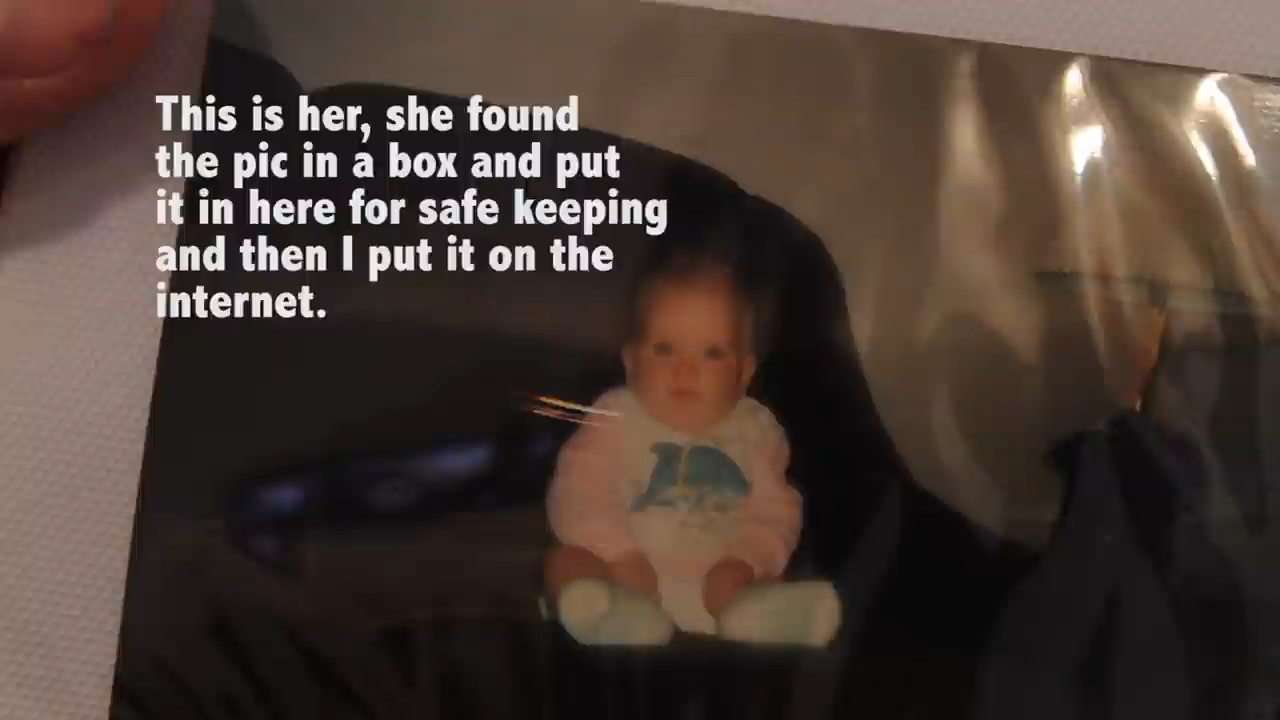 This is her, she found
the pic in a box and put
it in here for safe keeping
and then I put it on the
internet.